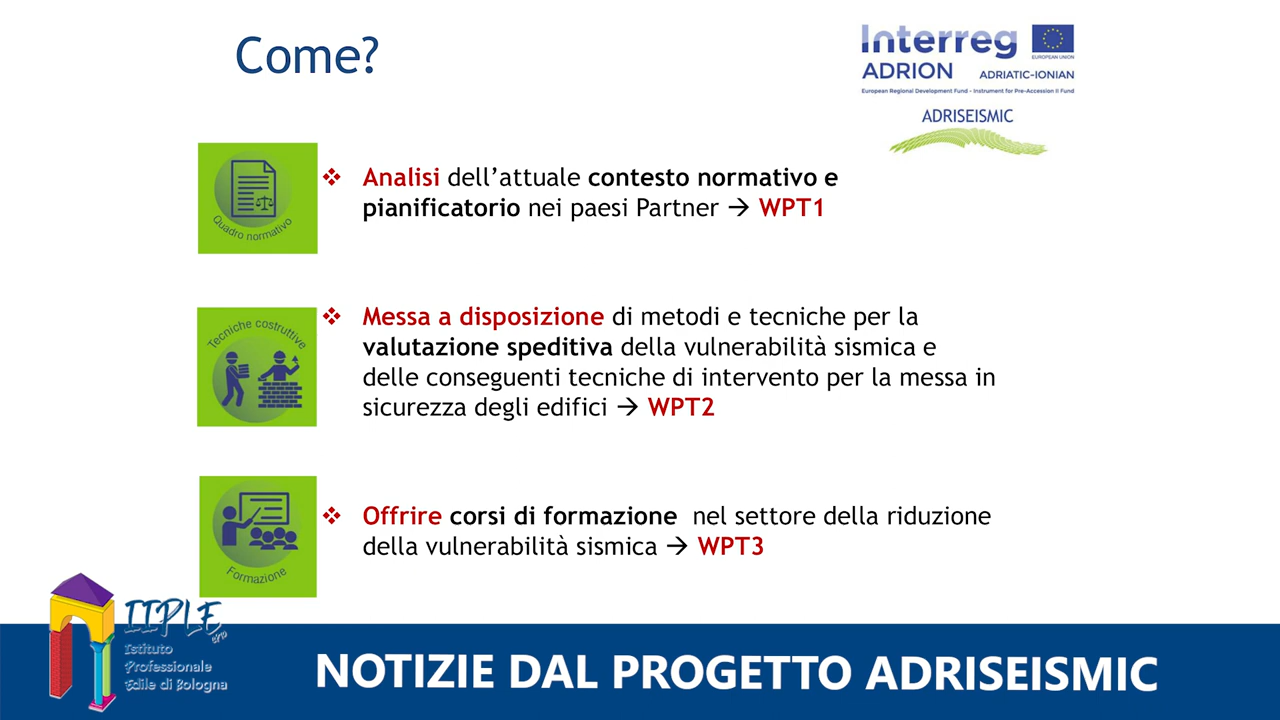 Come?
Interreg
EUROPEAN UNION
ADRION ADRIATIC-IONIAN
European Regional Development Fund - Instrument for Pre-Accession II Fund
ADRISEISMIC
Quadro normativo
❖ Analisi dell’attuale contesto normativo e
pianificatorio nei paesi Partner → WPT1
Tecniche costruttive
❖ Messa a disposizione di metodi e tecniche per la
valutazione speditiva della vulnerabilità sismica e
delle conseguenti tecniche di intervento per la messa in
sicurezza degli edifici → WPT2
Formazione
❖ Offrire corsi di formazione nel settore della riduzione
della vulnerabilità sismica → WPT3
IIPLE
Istituto
Professionale
Edile di Bologna
NOTIZIE DAL PROGETTO ADRISEISMIC